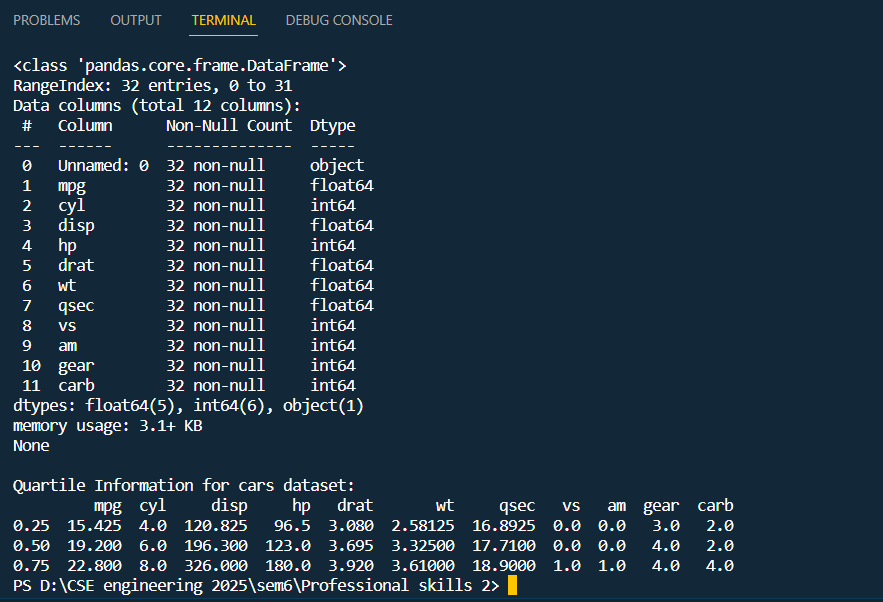 PROBLEMS OUTPUT TERMINAL DEBUG CONSOLE
<class 'pandas.core.frame.DataFrame'>
RangeIndex: 32 entries, 0 to 31
Data columns (total 12 columns):
 #   Column      Non-Null Count  Dtype
---  ------      --------------  -----
 0   Unnamed: 0  32 non-null     object
 1   mpg         32 non-null     float64
 2   cyl         32 non-null     int64
 3   disp        32 non-null     float64
 4   hp          32 non-null     int64
 5   drat        32 non-null     float64
 6   wt          32 non-null     float64
 7   qsec        32 non-null     float64
 8   vs          32 non-null     int64
 9   am          32 non-null     int64
 10  gear        32 non-null     int64
 11  carb        32 non-null     int64
dtypes: float64(5), int64(6), object(1)
memory usage: 3.1+ KB
None
Quartile Information for cars dataset:
         mpg  cyl     disp     hp   drat       wt     qsec   vs   am  gear  carb
0.25  15.425  4.0  120.825   96.5  3.080  2.58125  16.8925  0.0  0.0   3.0   2.0
0.50  19.200  6.0  196.300  123.0  3.695  3.32500  17.7100  0.0  0.0   4.0   2.0
0.75  22.800  8.0  326.000  180.0  3.920  3.61000  18.9000  1.0  1.0   4.0   4.0
PS D:\CSE engineering 2025\sem6\Professional skills 2>